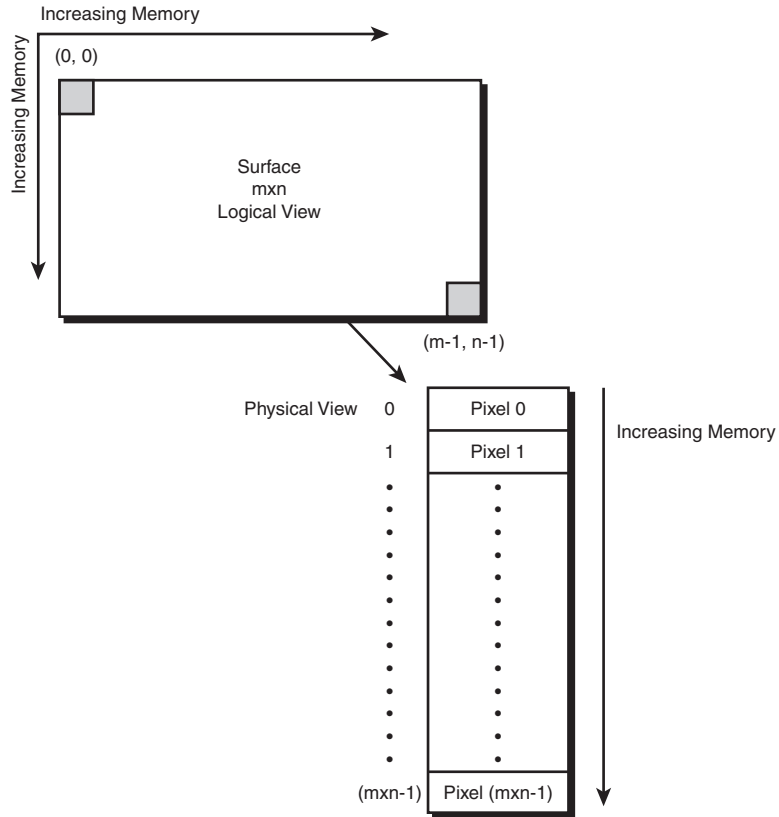 Increasing Memory
Increasing Memory
(0, 0)
Surface
mxn
Logical View
(m-1, n-1)
Physical View 0 Pixel 0
Increasing Memory
1 Pixel 1
(mxn-1) Pixel (mxn-1)